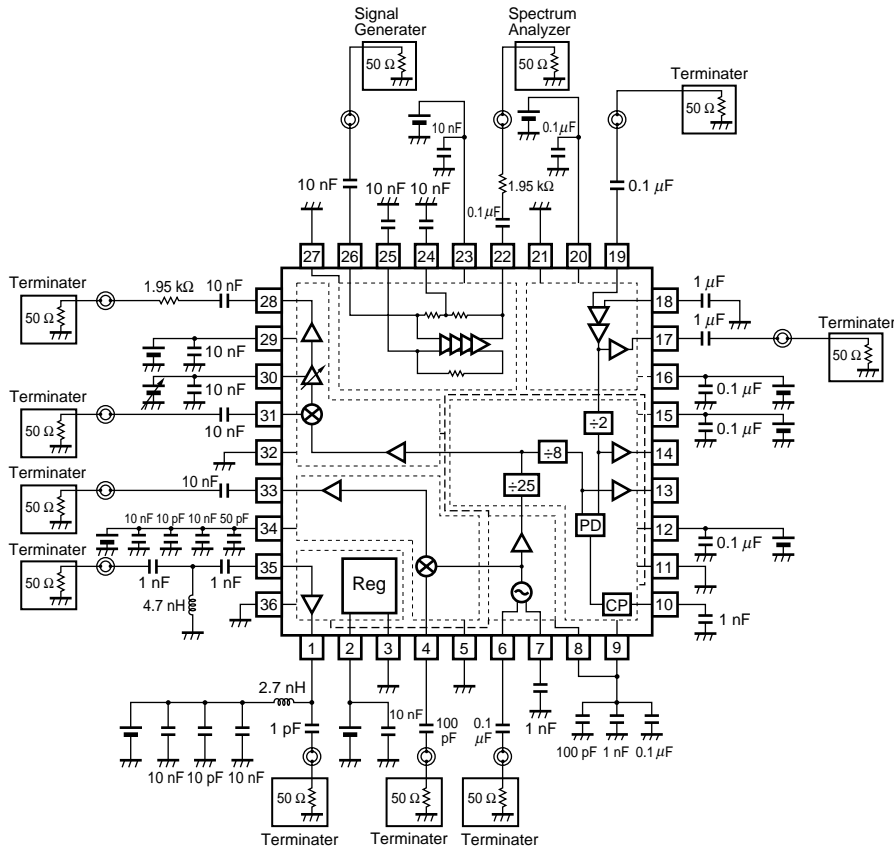 Signal
Generater
50 Ω
Spectrum
Analyzer
50 Ω
Terminater
50 Ω
10 nF
0.1 µF
10 nF
10 nF
10 nF
0.1 µF
1.95 kΩ
0.1 µF
27
26
25
24
23
22
21
20
19
Terminater
50 Ω
1.95 kΩ
10 nF
28
18
1 µF
29
10 nF
17
1 µF
Terminater
50 Ω
30
10 nF
16
0.1 µF
Terminater
50 Ω
10 nF
31
15
0.1 µF
÷2
32
14
÷8
Terminater
50 Ω
10 nF
33
13
÷25
10 nF
10 pF
10 nF
50 pF
34
PD
12
0.1 µF
Terminater
50 Ω
1 nF
1 nF
35
11
4.7 nH
36
Reg
CP
10
1 nF
1
2
3
4
5
6
7
8
9
2.7 nH
1 pF
10 nF
100
pF
0.1
µF
1 nF
10 nF
10 pF
10 nF
100 pF
1 nF
0.1 µF
50 Ω
Terminater
50 Ω
Terminater
50 Ω
Terminater